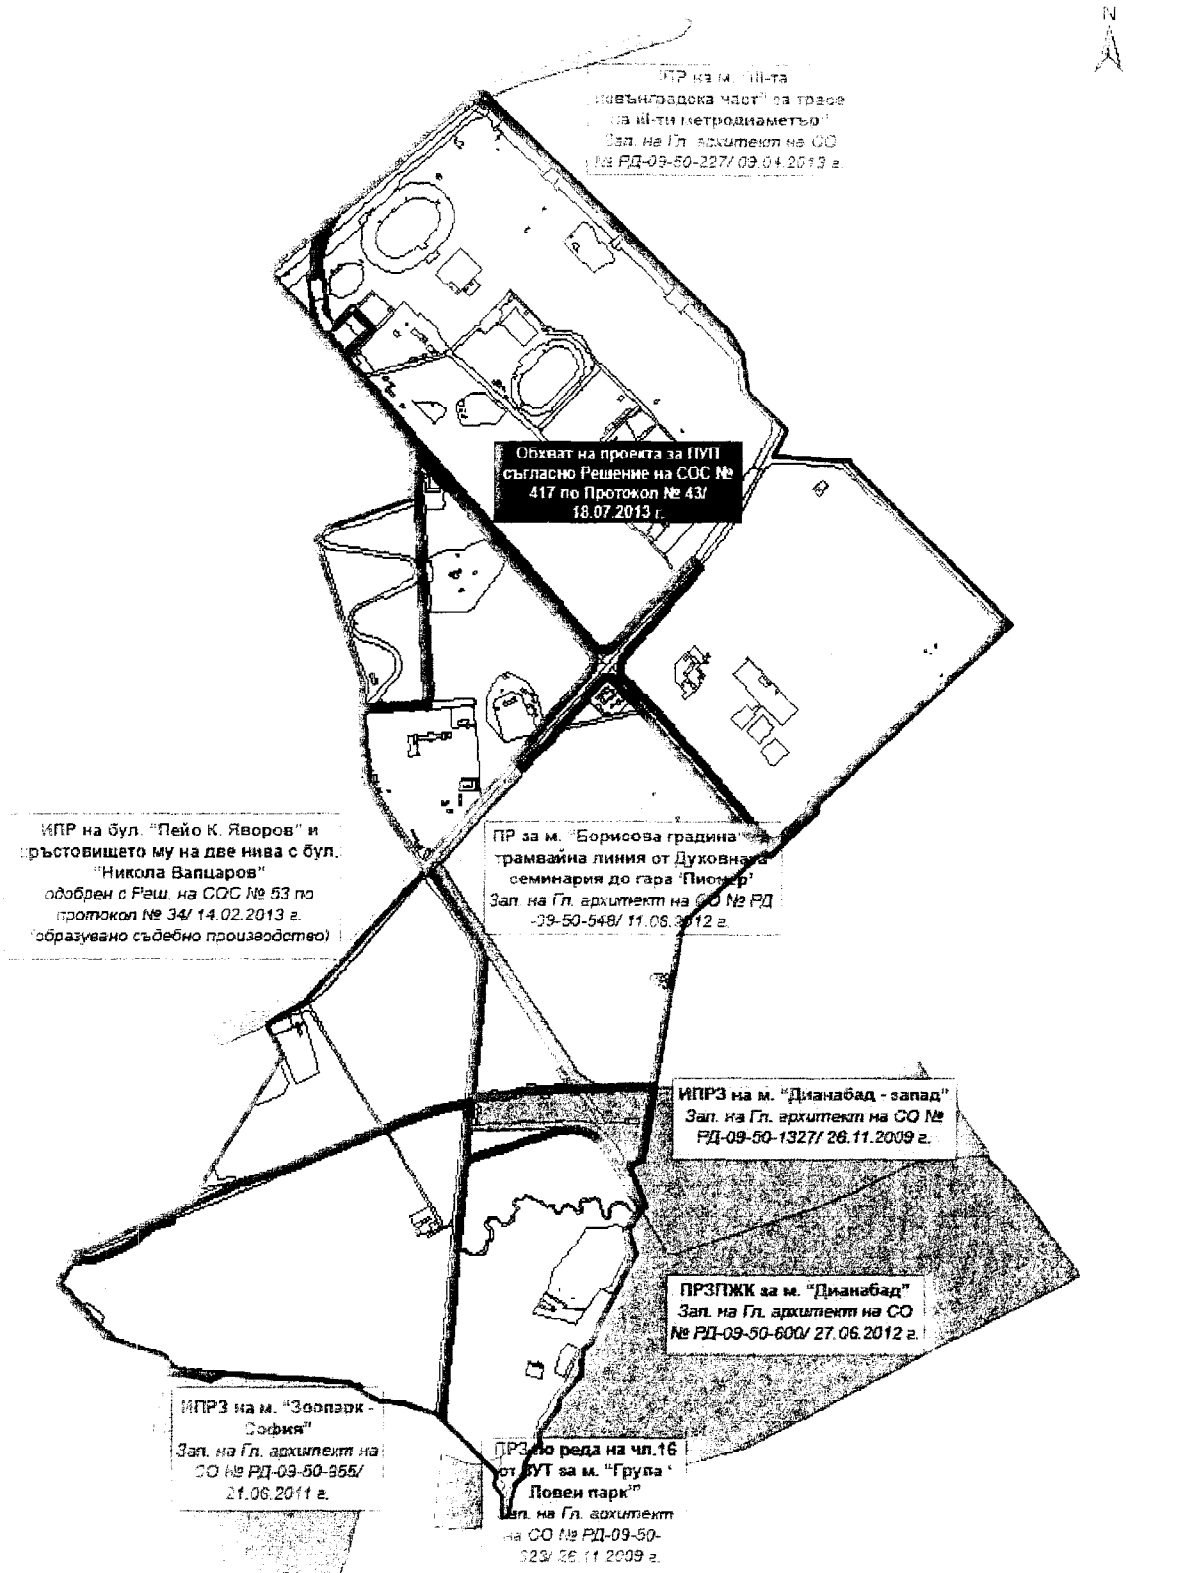 N
ИПР на м. "III-та
извънградска част" за трасе
на III-ти метродиаметър"
Зап. на Гл. архитект на СО
№ РД-09-50-227/ 09.04.2013 г.
Обхват на проекта за ПУП
съгласно Решение на СОС №
417 по Протокол № 43/
18.07.2013 г.
ИПР на бул. "Пейо К. Яворов" и
кръстовището му на две нива с бул.
"Никола Вапцаров"
одобрен с Реш. на СОС № 53 по
протокол № 34/ 14.02.2013 г.
(образувано съдебно производство)
ПР за м. "Борисова градина"
трамвайна линия от Духовната
семинария до гара "Пионер"
Зап. на Гл. архитект на СО № РД
-09-50-548/ 11.06.2012 г.
ИПРЗ на м. "Дианабад - запад"
Зап. на Гл. архитект на СО №
РД-09-50-1327/ 26.11.2009 г.
ПРЗПЖК за м. "Дианабад"
Зап. на Гл. архитект на СО
№ РД-09-50-600/ 27.06.2012 г.
ИПРЗ на м. "Зоопарк -
София"
Зап. на Гл. архитект на
СО № РД-09-50-955/
21.06.2011 г.
ПРЗ по реда на чл.16
от ЗУТ за м. "Група
Ловен парк"
Зап. на Гл. архитект
на СО № РД-09-50-
26.11.2009 г.